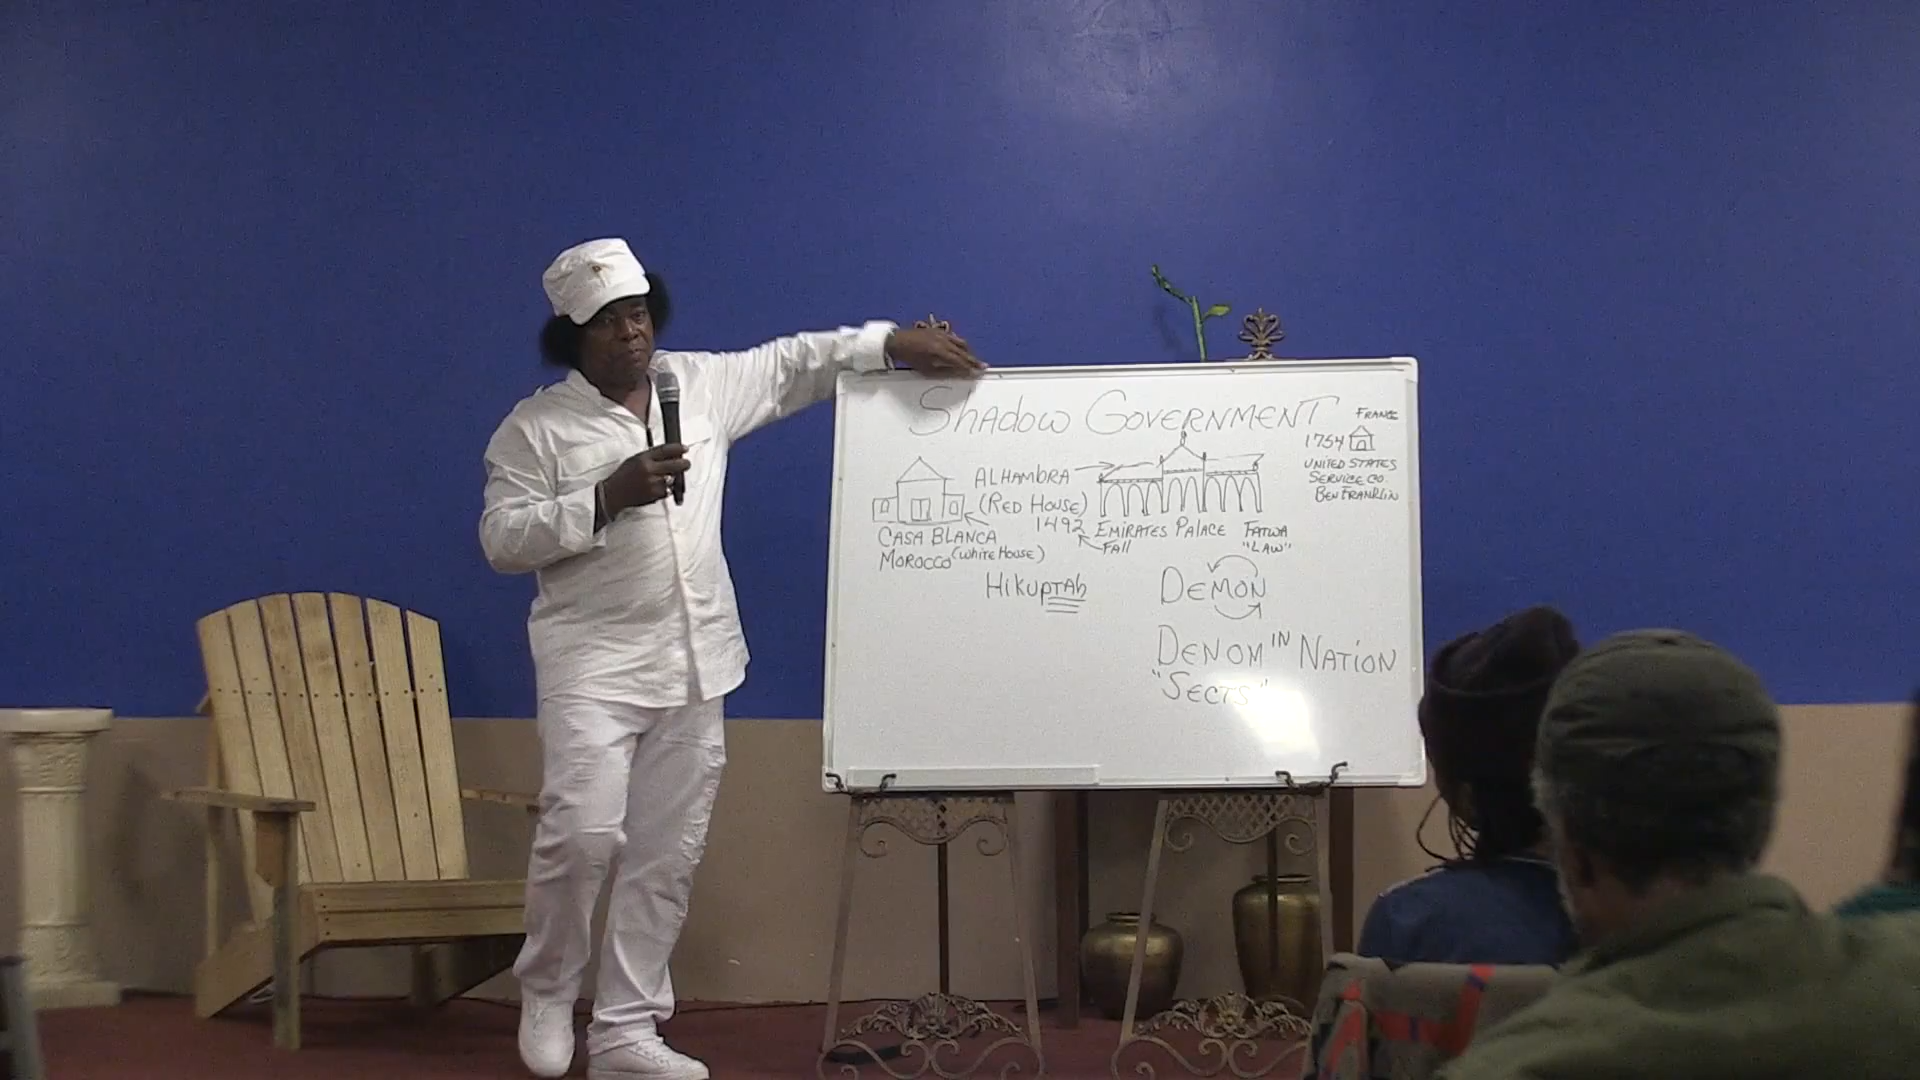 Shadow GOVERNMENT
FRANCE
1754
UNITED STATES
SERVICE CO.
BEN FRANKLIN
ALHAMBRA
(RED HOUSE)
1492
FALL
CASA BLANCA
MOROCCO (WHITE HOUSE)
EMIRATES PALACE
FATWA
"LAW"
HIKUPTAh
DEMON
DENOM IN NATION
"SECTS"